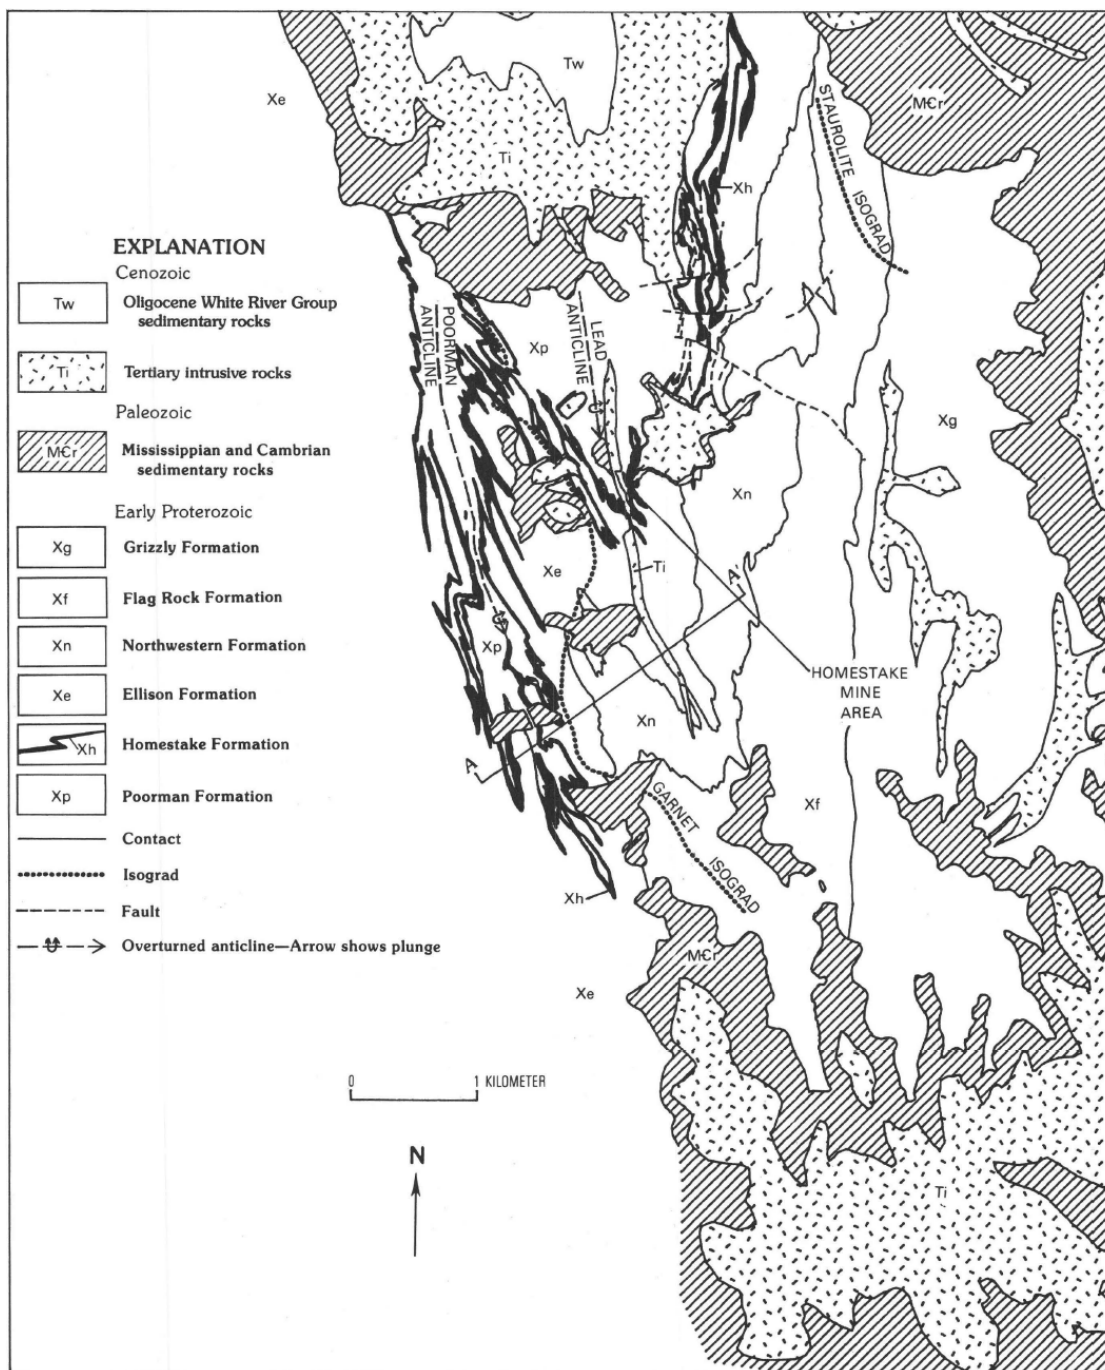 EXPLANATION
Cenozoic
Tw
Oligocene White River Group
sedimentary rocks
Ti
Tertiary intrusive rocks
Paleozoic
MЄr
Mississippian and Cambrian
sedimentary rocks
Early Proterozoic
Xg
Grizzly Formation
Xf
Flag Rock Formation
Xn
Northwestern Formation
Xe
Ellison Formation
Xh
Homestake Formation
Xp
Poorman Formation
Contact
Isograd
Fault
Overturned anticline—Arrow shows plunge
Xe
Tw
Ti
Xh
STAUROLITE ISOGRAD
MЄr
POORMAN
ANTICLINE
Xp
LEAD
ANTICLINE
Xg
Xn
Xe
Ti
A'
Xp
HOMESTAKE
MINE
AREA
Xn
A
GARNET
ISOGRAD
Xf
Xh
MЄr
Xe
0
1 KILOMETER
N
Ti